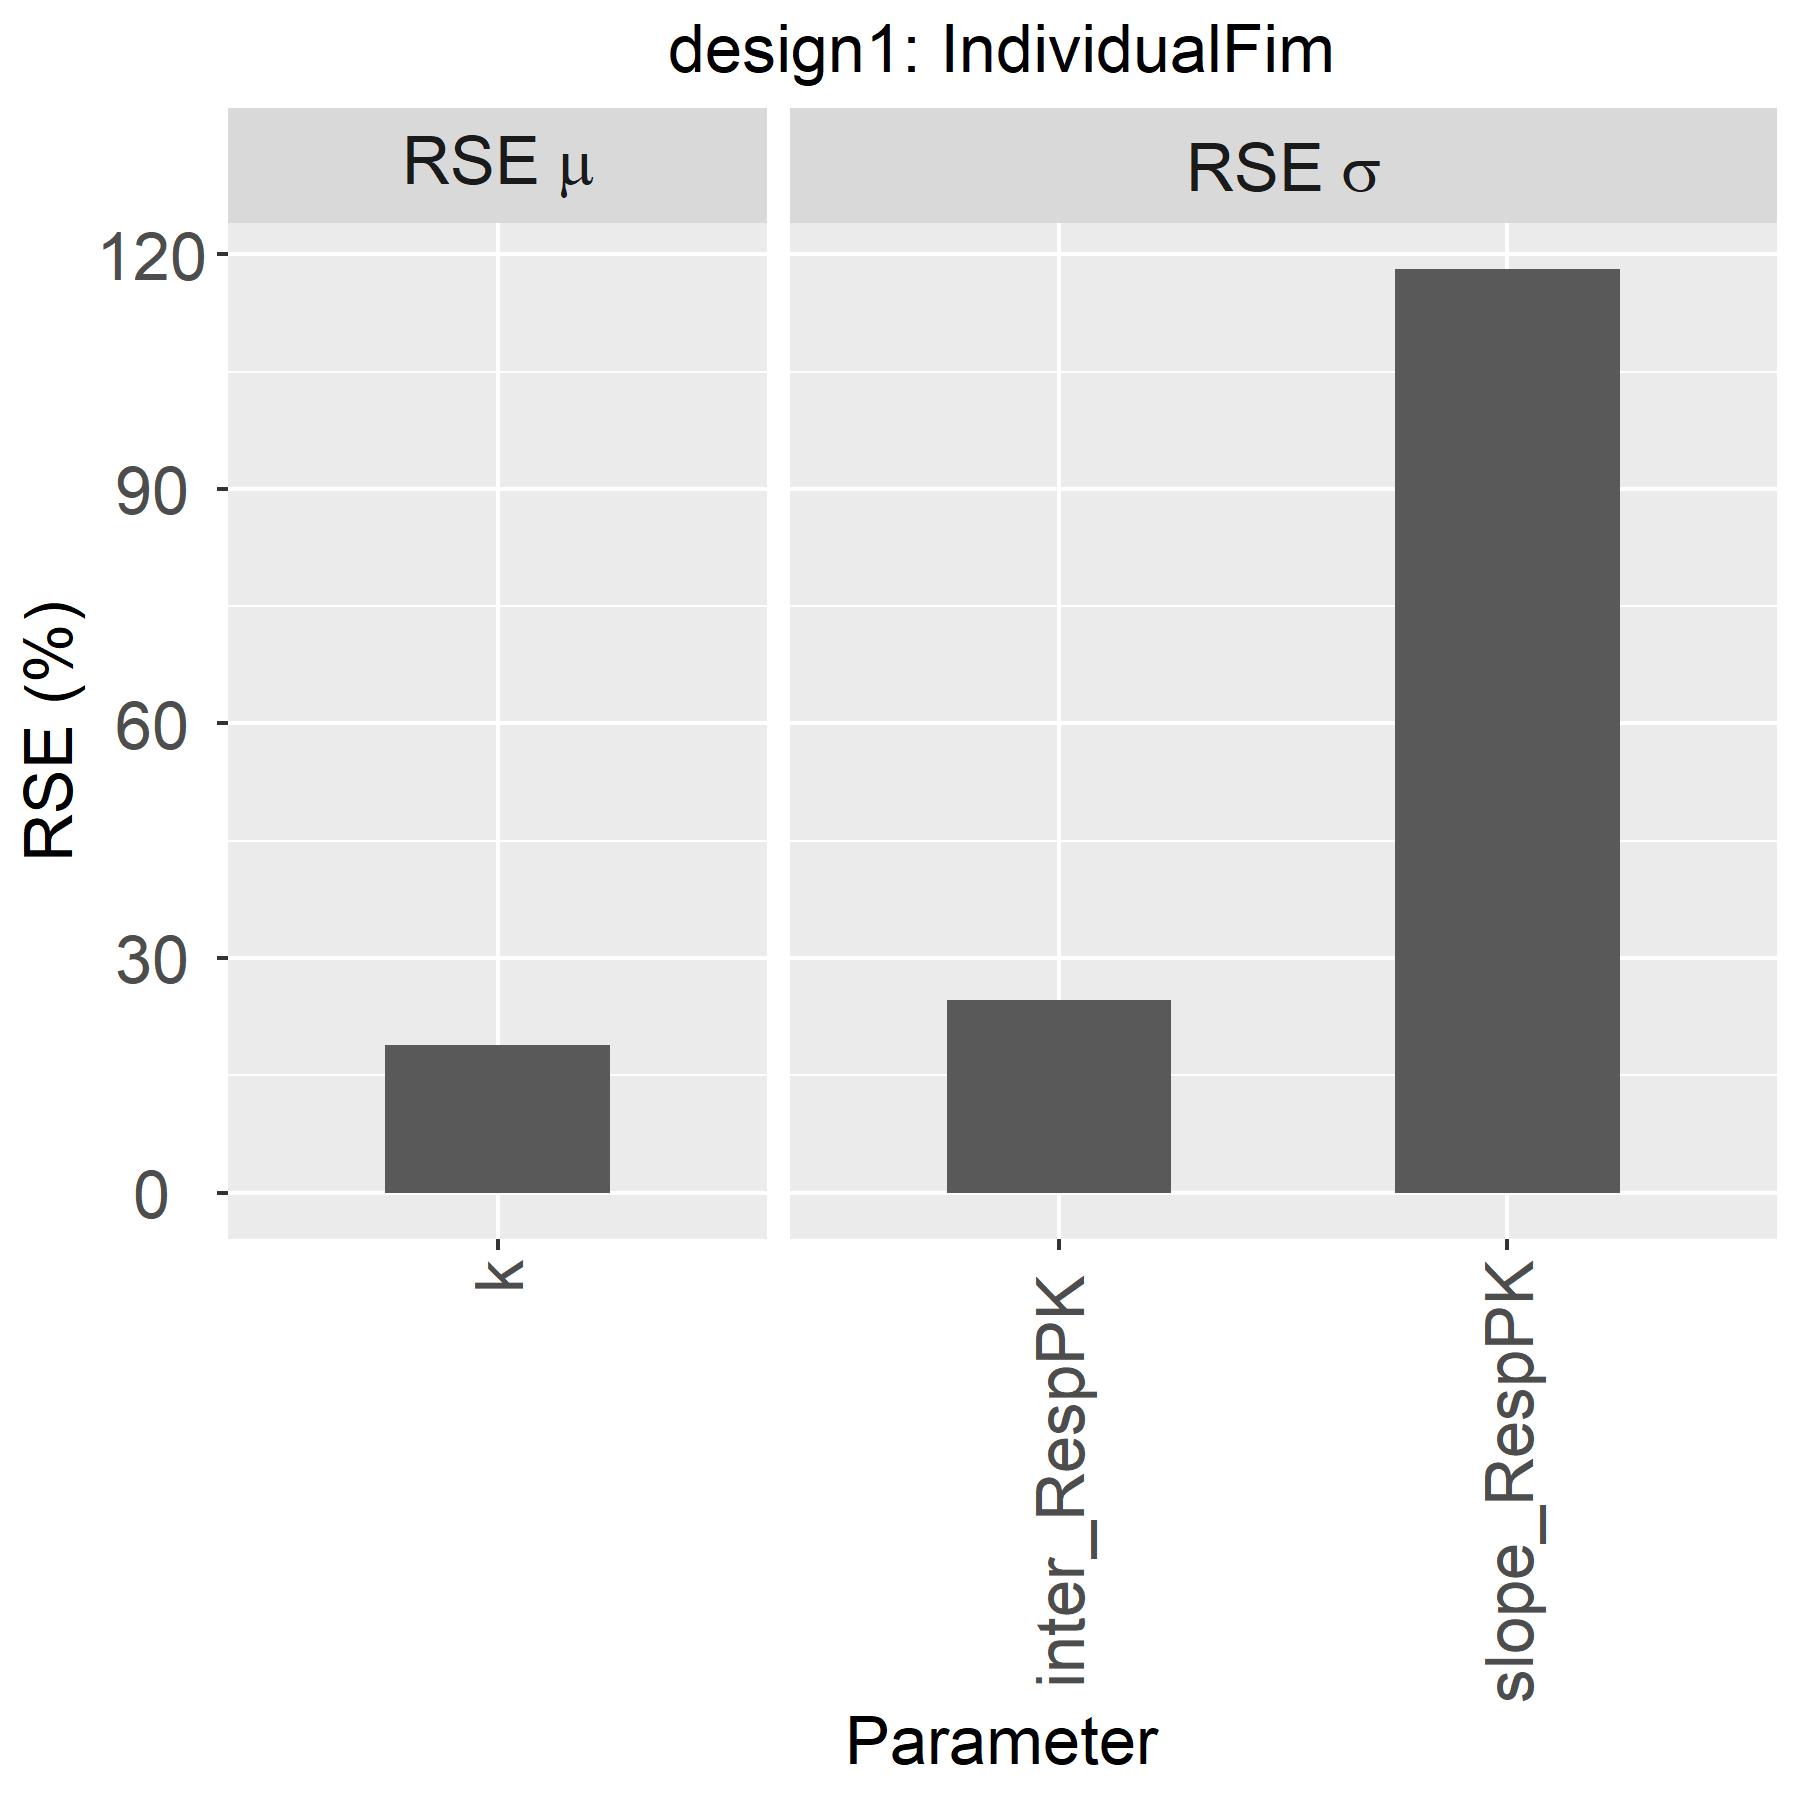 design1: IndividualFim
RSE μ
RSE σ
120
90
60
30
0
RSE (%)
k
inter_RespPK
slope_RespPK
Parameter